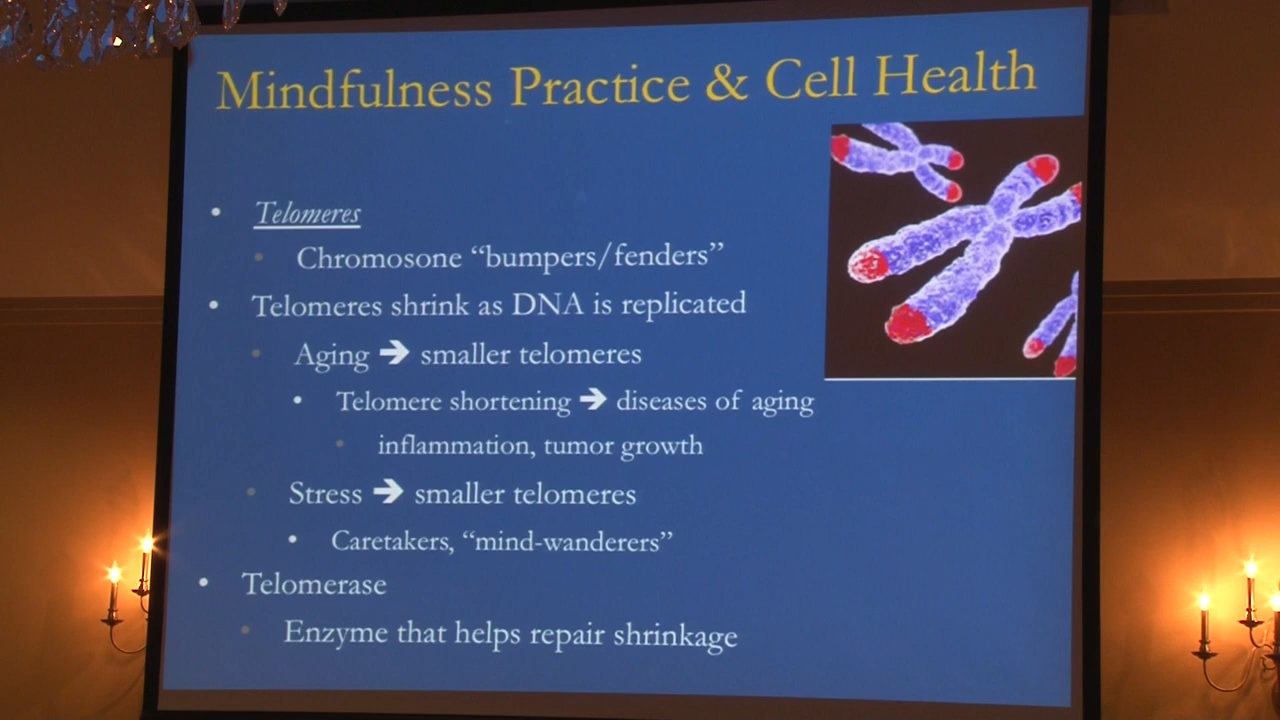 Mindfulness Practice & Cell Health
• Telomeres
• Chromosone “bumpers/fenders”
• Telomeres shrink as DNA is replicated
• Aging → smaller telomeres
• Telomere shortening → diseases of aging
• inflammation, tumor growth
• Stress → smaller telomeres
• Caretakers, “mind-wanderers”
• Telomerase
• Enzyme that helps repair shrinkage